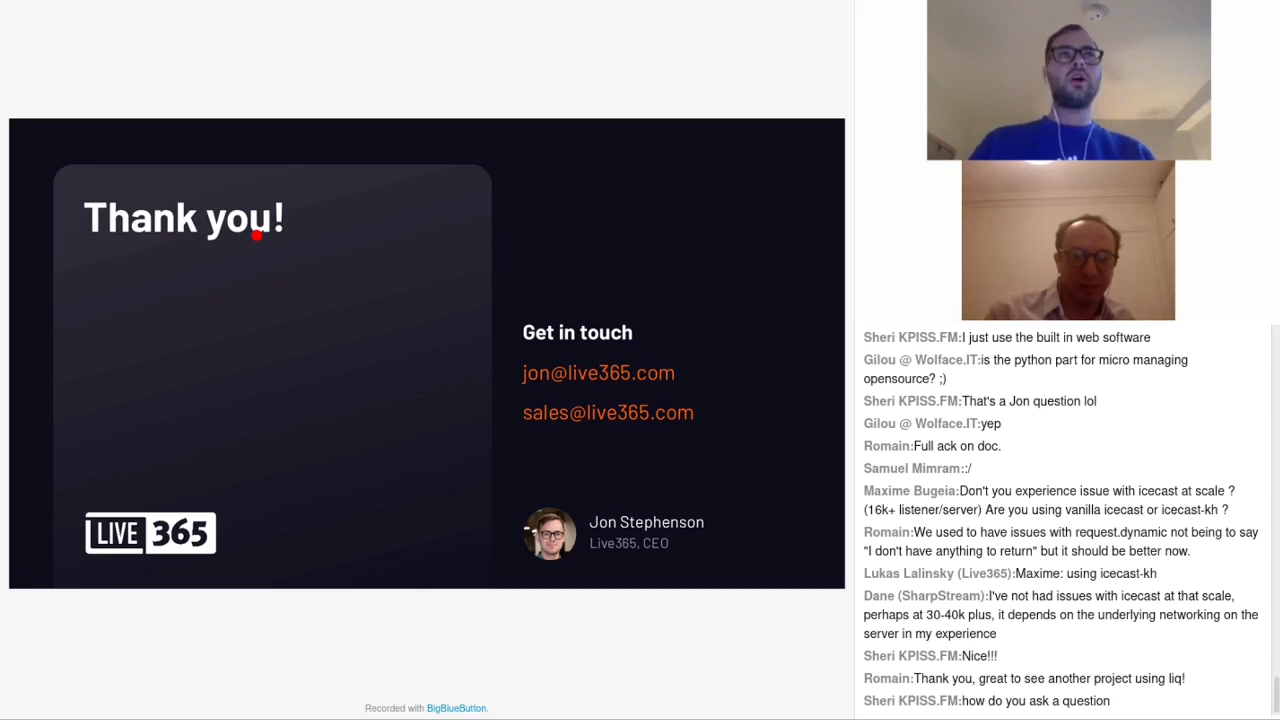 Thank you!
Get in touch
jon@live365.com
sales@live365.com
LIVE 365
Jon Stephenson
Live365, CEO
Recorded with BigBlueButton.
Sheri KPISS.FM:I just use the built in web software
Gilou @ Wolface.IT:is the python part for micro managing
opensource? ;)
Sheri KPISS.FM:That's a Jon question lol
Gilou @ Wolface.IT:yep
Romain:Full ack on doc.
Samuel Mimram::/
Maxime Bugeia:Don't you experience issue with icecast at scale ?
(16k+ listener/server) Are you using vanilla icecast or icecast-kh ?
Romain:We used to have issues with request.dynamic not being to say
"I don't have anything to return" but it should be better now.
Lukas Lalinsky (Live365):Maxime: using icecast-kh
Dane (SharpStream):I've not had issues with icecast at that scale,
perhaps at 30-40k plus, it depends on the underlying networking on the
server in my experience
Sheri KPISS.FM:Nice!!!
Romain:Thank you, great to see another project using liq!
Sheri KPISS.FM:how do you ask a question